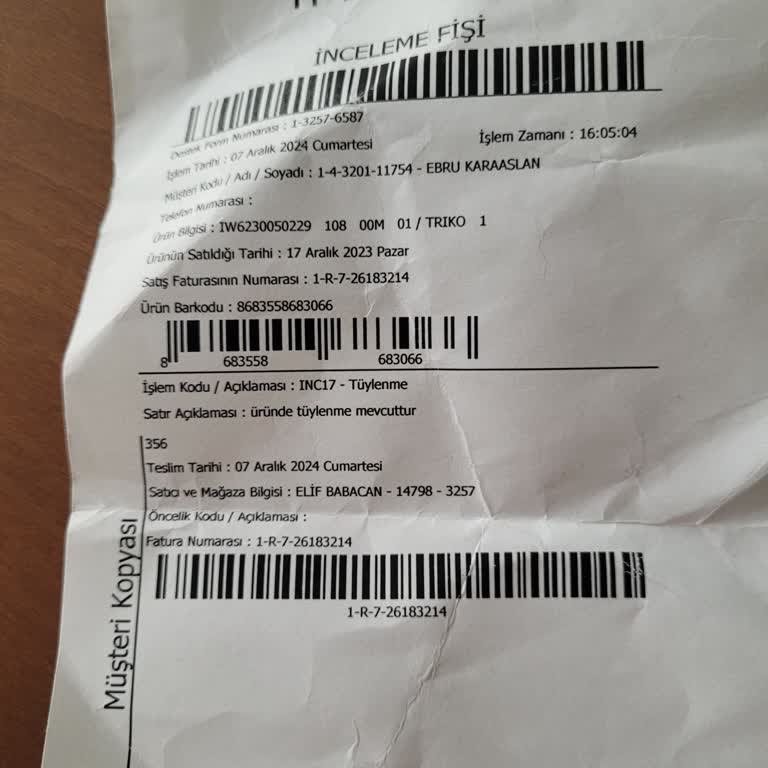 İNCELEME FİŞİ
Destek Form Numarası : 1-3257-6587
İşlem Tarihi : 07 Aralık 2024 Cumartesi İşlem Zamanı : 16:05:04
Müşteri Kodu / Adı / Soyadı : 1-4-3201-11754 - EBRU KARAASLAN
Telefon Numarası :
Ürün Bilgisi : IW6230050229 108 00M 01 / TRIKO 1
Ürünün Satıldığı Tarihi : 17 Aralık 2023 Pazar
Satış Faturasının Numarası : 1-R-7-26183214
Ürün Barkodu : 8683558683066
8 683558 683066
İşlem Kodu / Açıklaması : INC17 - Tüylenme
Satır Açıklaması : üründe tüylenme mevcuttur
356
Teslim Tarihi : 07 Aralık 2024 Cumartesi
Satıcı ve Mağaza Bilgisi : ELİF BABACAN - 14798 - 3257
Öncelik Kodu / Açıklaması :
Fatura Numarası : 1-R-7-26183214
1-R-7-26183214
Müşteri Kopyası